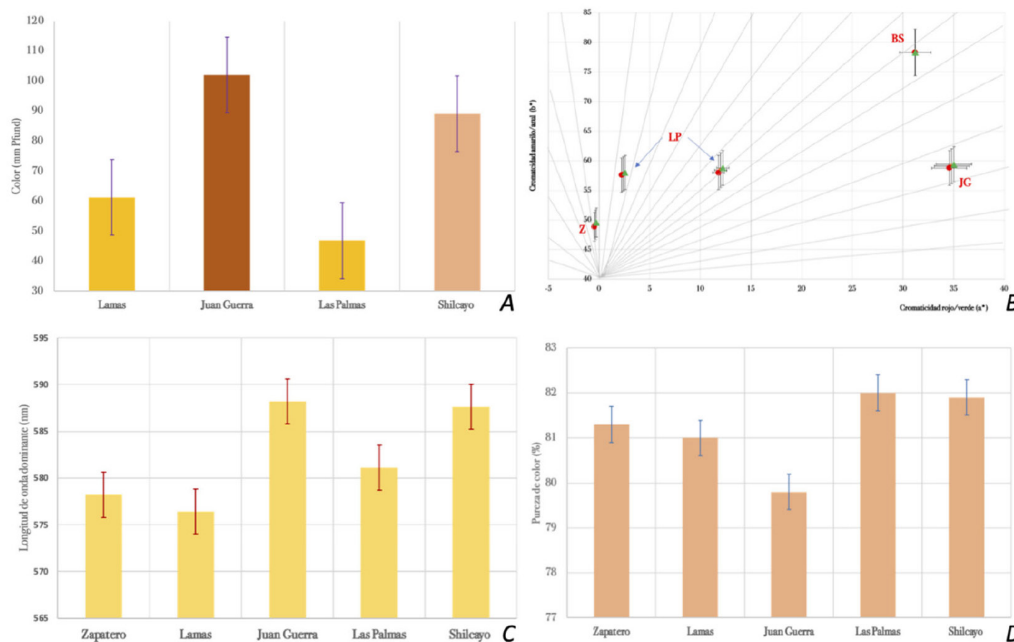 120
110
100
90
80
70
60
50
40
30
Color (mm Pfund)
Lamas
Juan Guerra
Las Palmas
Shilcayo
A
85
80
75
70
65
60
55
50
45
40
Cromaticidad amarillo/azul (b*)
BS
LP
JG
Z
-5
0
5
10
15
20
25
30
35
40
Cromaticidad rojo/verde (a*)
B
595
590
585
580
575
570
565
Longitud de onda dominante (nm)
Zapatero
Lamas
Juan Guerra
Las Palmas
Shilcayo
C
83
82
81
80
79
78
77
Pureza de color (%)
Zapatero
Lamas
Juan Guerra
Las Palmas
Shilcayo
D